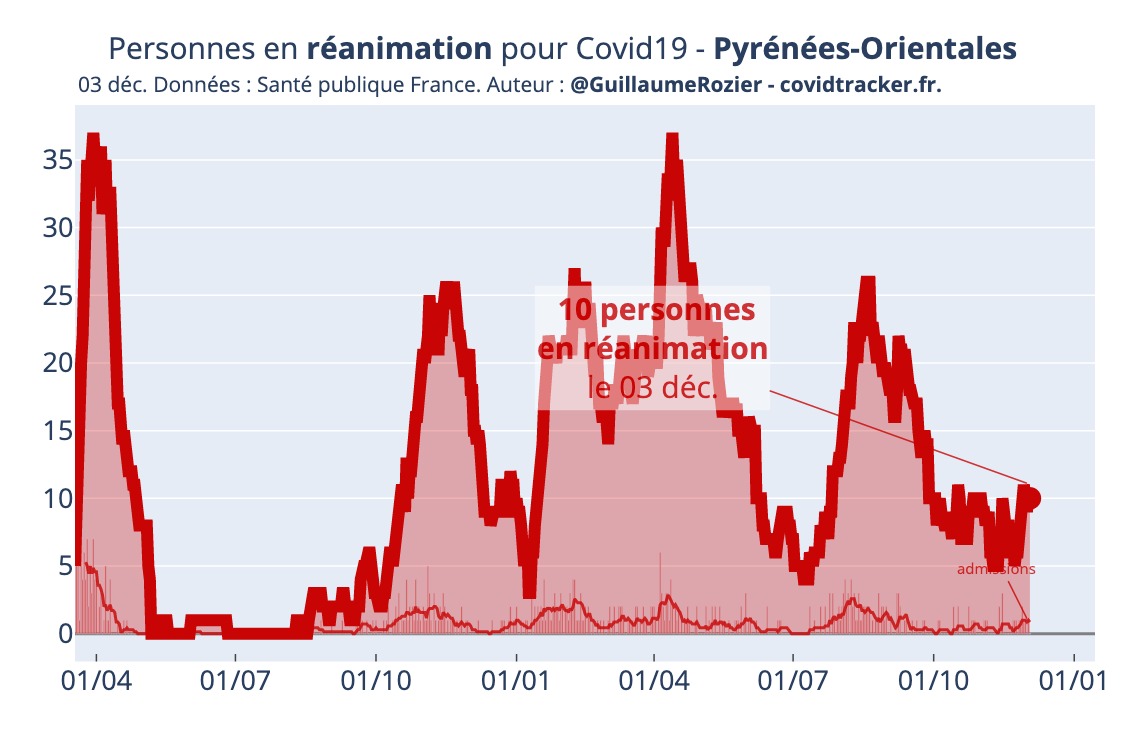 Personnes en réanimation pour Covid19 - Pyrénées-Orientales
03 déc. Données : Santé publique France. Auteur : @GuillaumeRozier - covidtracker.fr.
35
30
25
20
15
10
5
0
10 personnes
en réanimation
le 03 déc.
admissions
01/04 01/07 01/10 01/01 01/04 01/07 01/10 01/01